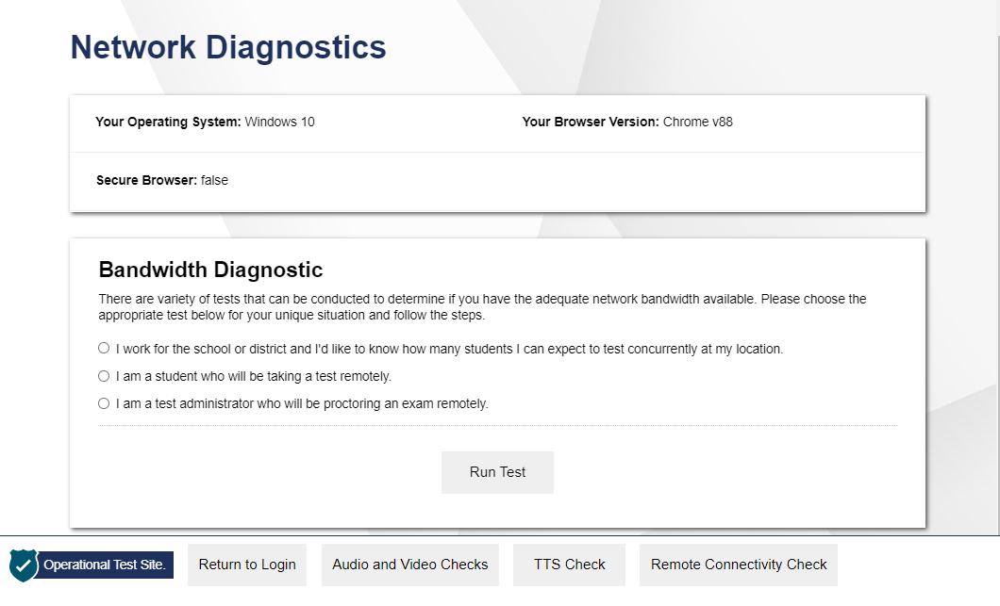 Network Diagnostics
Your Operating System: Windows 10
Your Browser Version: Chrome v88
Secure Browser: false
Bandwidth Diagnostic
There are variety of tests that can be conducted to determine if you have the adequate network bandwidth available. Please choose the
appropriate test below for your unique situation and follow the steps.
I work for the school or district and I'd like to know how many students I can expect to test concurrently at my location.
I am a student who will be taking a test remotely.
I am a test administrator who will be proctoring an exam remotely.
Run Test
Operational Test Site.
Return to Login
Audio and Video Checks
TTS Check
Remote Connectivity Check